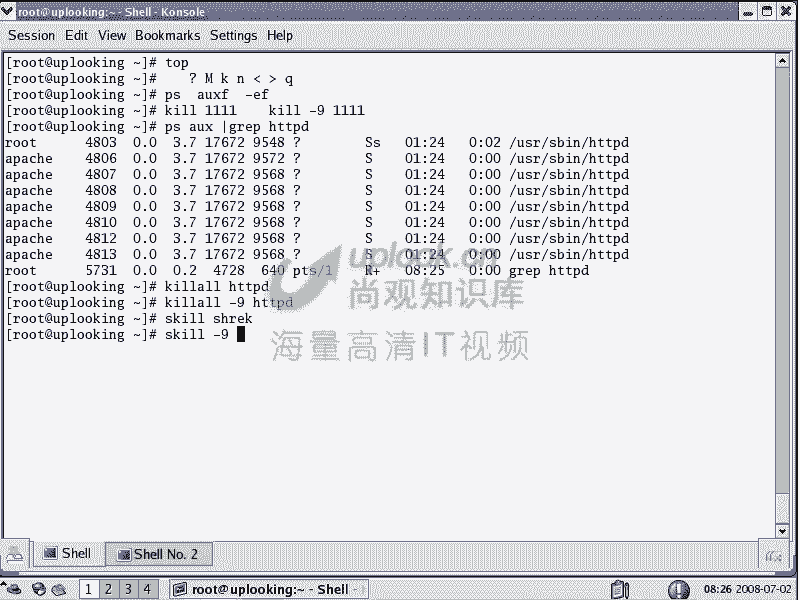 root@uplooking:~ - Shell - Konsole
Session Edit View Bookmarks Settings Help
[root@uplooking ~]# top
[root@uplooking ~]#    ? M k n < > q
[root@uplooking ~]# ps  auxf  -ef
[root@uplooking ~]# kill 1111    kill -9 1111
[root@uplooking ~]# ps aux |grep httpd
root      4803  0.0  3.7 17672 9548 ?        Ss   01:24   0:02 /usr/sbin/httpd
apache    4806  0.0  3.7 17672 9572 ?        S    01:24   0:00 /usr/sbin/httpd
apache    4807  0.0  3.7 17672 9568 ?        S    01:24   0:00 /usr/sbin/httpd
apache    4808  0.0  3.7 17672 9568 ?        S    01:24   0:00 /usr/sbin/httpd
apache    4809  0.0  3.7 17672 9568 ?        S    01:24   0:00 /usr/sbin/httpd
apache    4810  0.0  3.7 17672 9568 ?        S    01:24   0:00 /usr/sbin/httpd
apache    4812  0.0  3.7 17672 9568 ?        S    01:24   0:00 /usr/sbin/httpd
apache    4813  0.0  3.7 17672 9568 ?        S    01:24   0:00 /usr/sbin/httpd
root      5731  0.0  0.2  4728  640 pts/1    R+   08:25   0:00 grep httpd
[root@uplooking ~]# killall httpd
[root@uplooking ~]# killall -9 httpd
[root@uplooking ~]# skill shrek
[root@uplooking ~]# skill -9
uplook.cn
尚观知识库
海量高清IT视频
Shell
Shell No. 2
1 2 3 4
root@uplooking:~ - Shell -
08:26 2008-07-02